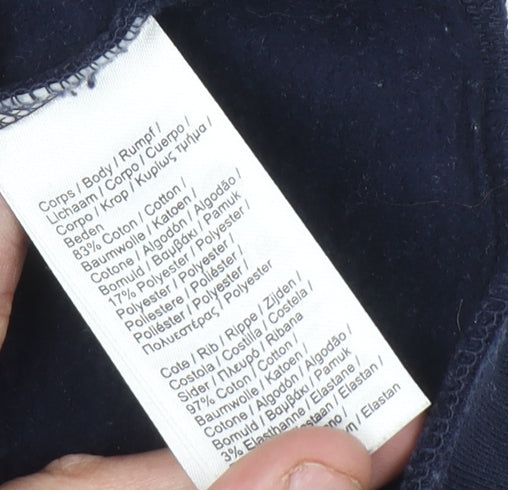 Corps / Body / Rumpf /
Lichaam / Corpo / Cuerpo /
Corpo / Krop / Κυρίως τμήμα /
Beden
83% Coton / Cotton /
Baumwolle / Katoen /
Cotone / Algodón / Algodão /
Bomuld / Βαμβάκι / Pamuk
17% Polyester / Polyester /
Polyester / Polyester /
Poliestere / Poliéster /
Poliéster / Polyester /
Πολυεστέρας / Polyester
Cote / Rib / Rippe / Zijden /
Costola / Costilla / Costela /
Sider / Πλευρό / Ribana
97% Coton / Cotton /
Baumwolle / Katoen /
Cotone / Algodón / Algodão /
Bomuld / Βαμβάκι / Pamuk
3% Elasthanne / Elastane /
Elastaan / Elastan /
/ Elastan